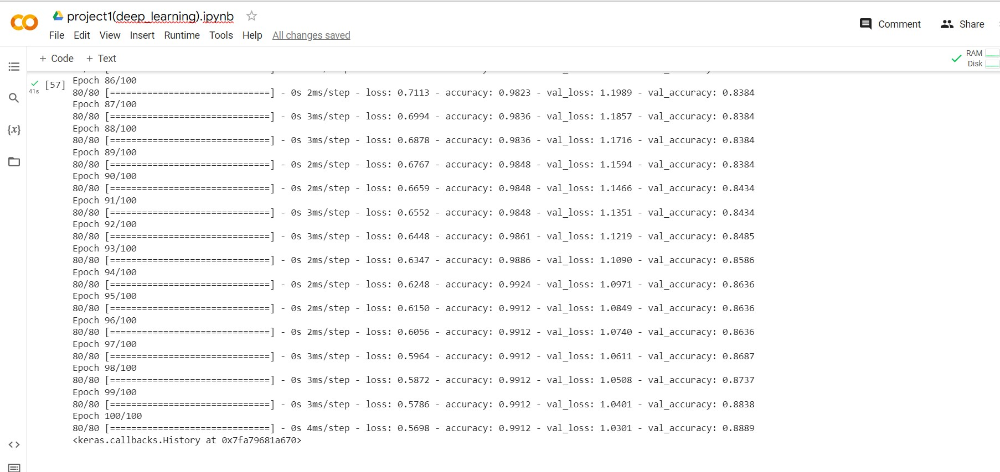 project1(deep_learning).ipynb
File Edit View Insert Runtime Tools Help All changes saved
Comment Share
+ Code + Text
RAM
Disk
41s
[57]
Epoch 86/100
80/80 [==============================] - 0s 2ms/step - loss: 0.7113 - accuracy: 0.9823 - val_loss: 1.1989 - val_accuracy: 0.8384
Epoch 87/100
80/80 [==============================] - 0s 3ms/step - loss: 0.6994 - accuracy: 0.9836 - val_loss: 1.1857 - val_accuracy: 0.8384
Epoch 88/100
80/80 [==============================] - 0s 3ms/step - loss: 0.6878 - accuracy: 0.9836 - val_loss: 1.1716 - val_accuracy: 0.8384
Epoch 89/100
80/80 [==============================] - 0s 2ms/step - loss: 0.6767 - accuracy: 0.9848 - val_loss: 1.1594 - val_accuracy: 0.8384
Epoch 90/100
80/80 [==============================] - 0s 2ms/step - loss: 0.6659 - accuracy: 0.9848 - val_loss: 1.1466 - val_accuracy: 0.8434
Epoch 91/100
80/80 [==============================] - 0s 3ms/step - loss: 0.6552 - accuracy: 0.9848 - val_loss: 1.1351 - val_accuracy: 0.8434
Epoch 92/100
80/80 [==============================] - 0s 3ms/step - loss: 0.6448 - accuracy: 0.9861 - val_loss: 1.1219 - val_accuracy: 0.8485
Epoch 93/100
80/80 [==============================] - 0s 2ms/step - loss: 0.6347 - accuracy: 0.9886 - val_loss: 1.1090 - val_accuracy: 0.8586
Epoch 94/100
80/80 [==============================] - 0s 2ms/step - loss: 0.6248 - accuracy: 0.9924 - val_loss: 1.0971 - val_accuracy: 0.8636
Epoch 95/100
80/80 [==============================] - 0s 2ms/step - loss: 0.6150 - accuracy: 0.9912 - val_loss: 1.0849 - val_accuracy: 0.8636
Epoch 96/100
80/80 [==============================] - 0s 2ms/step - loss: 0.6056 - accuracy: 0.9912 - val_loss: 1.0740 - val_accuracy: 0.8636
Epoch 97/100
80/80 [==============================] - 0s 3ms/step - loss: 0.5964 - accuracy: 0.9912 - val_loss: 1.0611 - val_accuracy: 0.8687
Epoch 98/100
80/80 [==============================] - 0s 3ms/step - loss: 0.5872 - accuracy: 0.9912 - val_loss: 1.0508 - val_accuracy: 0.8737
Epoch 99/100
80/80 [==============================] - 0s 3ms/step - loss: 0.5786 - accuracy: 0.9912 - val_loss: 1.0401 - val_accuracy: 0.8838
Epoch 100/100
80/80 [==============================] - 0s 4ms/step - loss: 0.5698 - accuracy: 0.9912 - val_loss: 1.0301 - val_accuracy: 0.8889
<keras.callbacks.History at 0x7fa79681a670>